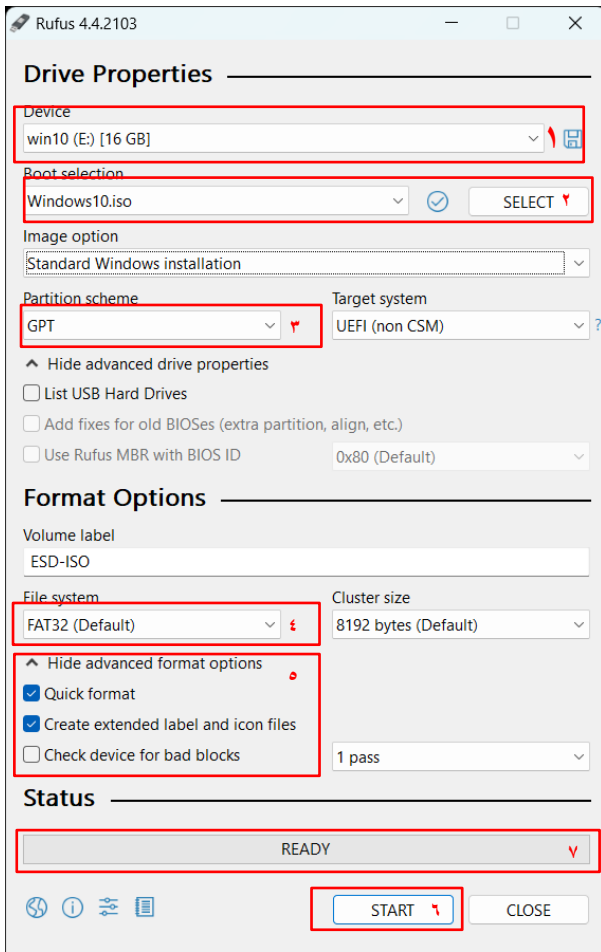 Rufus 4.4.2103
Drive Properties
Device
win10 (E:) [16 GB] ١
Boot selection
Windows10.iso SELECT ٢
Image option
Standard Windows installation
Partition scheme Target system
GPT ٣ UEFI (non CSM) ?
Hide advanced drive properties
List USB Hard Drives
Add fixes for old BIOSes (extra partition, align, etc.)
Use Rufus MBR with BIOS ID 0x80 (Default)
Format Options
Volume label
ESD-ISO
File system Cluster size
FAT32 (Default) ٤ 8192 bytes (Default)
Hide advanced format options ٥
Quick format
Create extended label and icon files
Check device for bad blocks 1 pass
Status
READY ٧
START ٦ CLOSE